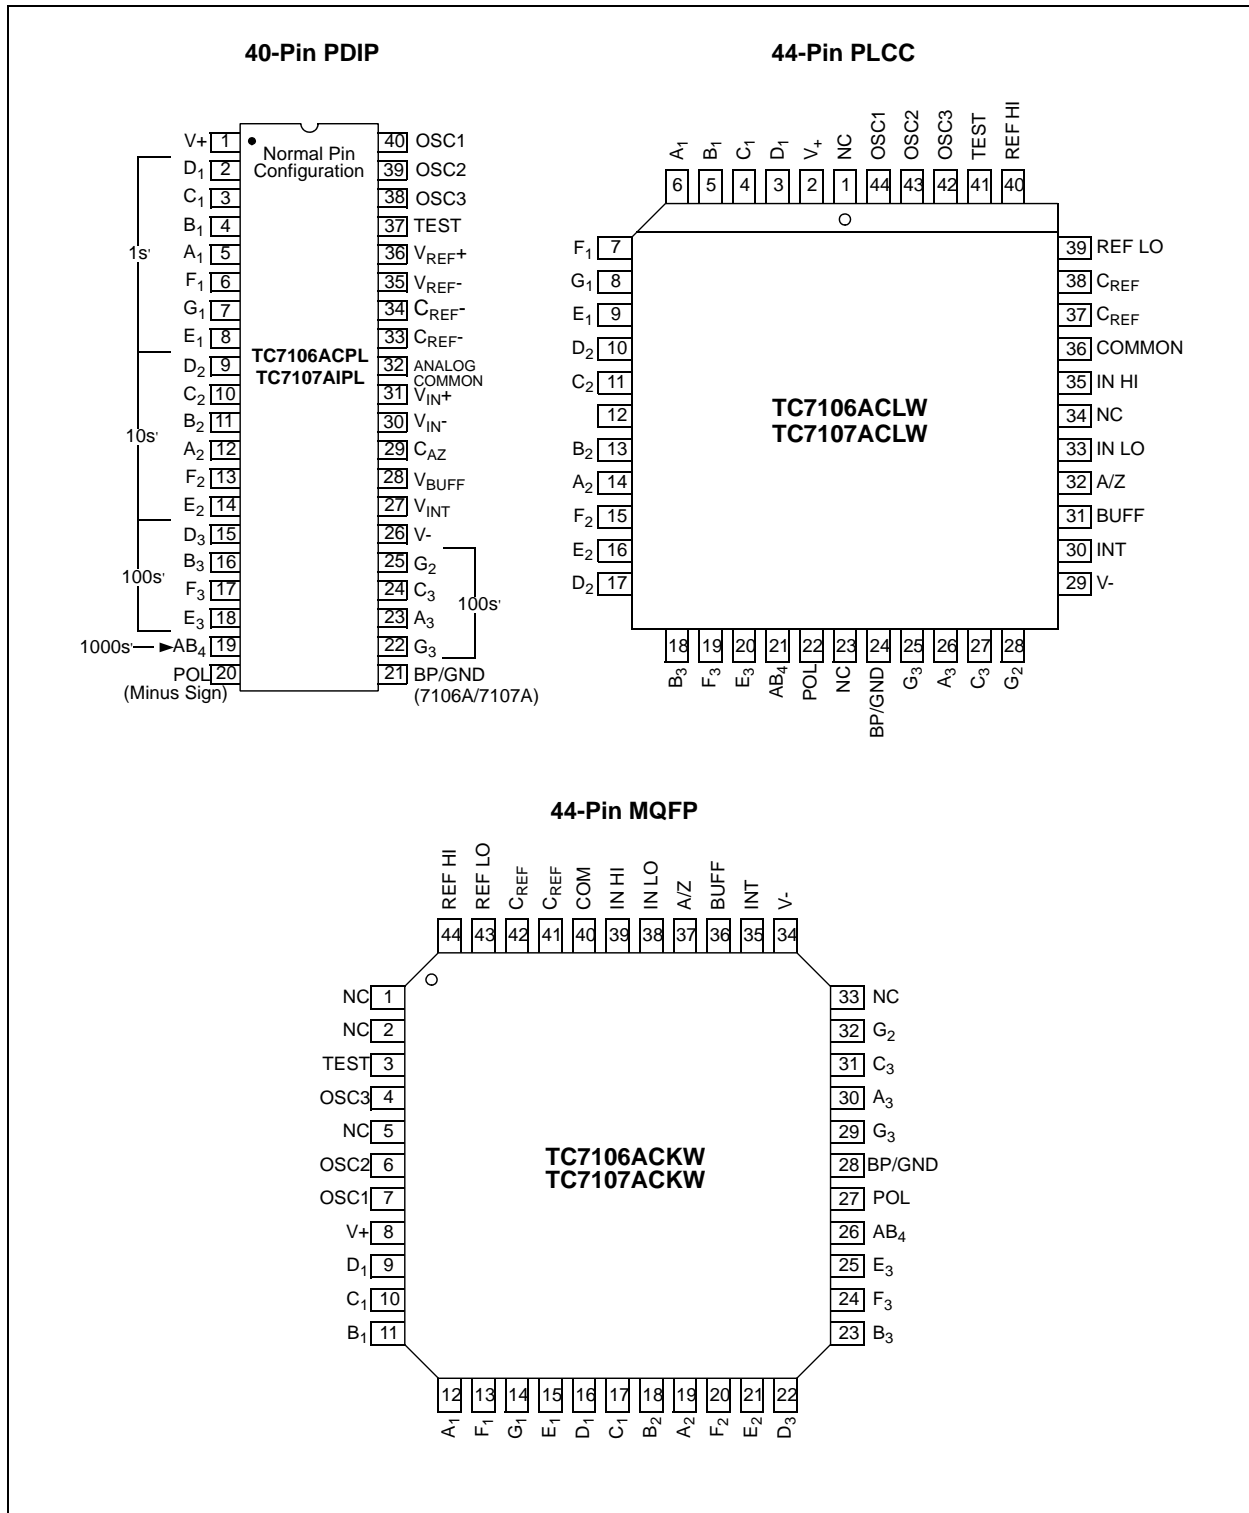 40-Pin PDIP
Normal Pin
Configuration
TC7106ACPL
TC7107AIPL
V+ 1
D1 2
C1 3
B1 4
A1 5
F1 6
G1 7
E1 8
D2 9
C2 10
B2 11
A2 12
F2 13
E2 14
D3 15
B3 16
F3 17
E3 18
AB4 19
POL 20
(Minus Sign)
1s'
10s'
100s'
1000s'
40 OSC1
39 OSC2
38 OSC3
37 TEST
36 VREF+
35 VREF-
34 CREF-
33 CREF-
32 ANALOG
COMMON
31 VIN+
30 VIN-
29 CAZ
28 VBUFF
27 VINT
26 V-
25 G2
24 C3
23 A3
22 G3
21 BP/GND
(7106A/7107A)
100s'
44-Pin PLCC
A1 B1 C1 D1 V+ NC OSC1 OSC2 OSC3 TEST REF HI
6 5 4 3 2 1 44 43 42 41 40
F1 7
G1 8
E1 9
D2 10
C2 11
12
B2 13
A2 14
F2 15
E2 16
D2 17
TC7106ACLW
TC7107ACLW
39 REF LO
38 CREF
37 CREF
36 COMMON
35 IN HI
34 NC
33 IN LO
32 A/Z
31 BUFF
30 INT
29 V-
18 19 20 21 22 23 24 25 26 27 28
B3 F3 E3 AB4 POL NC BP/GND G3 A3 C3 G2
44-Pin MQFP
REF HI REF LO CREF CREF COM IN HI IN LO A/Z BUFF INT V-
44 43 42 41 40 39 38 37 36 35 34
NC 1
NC 2
TEST 3
OSC3 4
NC 5
OSC2 6
OSC1 7
V+ 8
D1 9
C1 10
B1 11
TC7106ACKW
TC7107ACKW
33 NC
32 G2
31 C3
30 A3
29 G3
28 BP/GND
27 POL
26 AB4
25 E3
24 F3
23 B3
12 13 14 15 16 17 18 19 20 21 22
A1 F1 G1 E1 D1 C1 B2 A2 F2 E2 D3